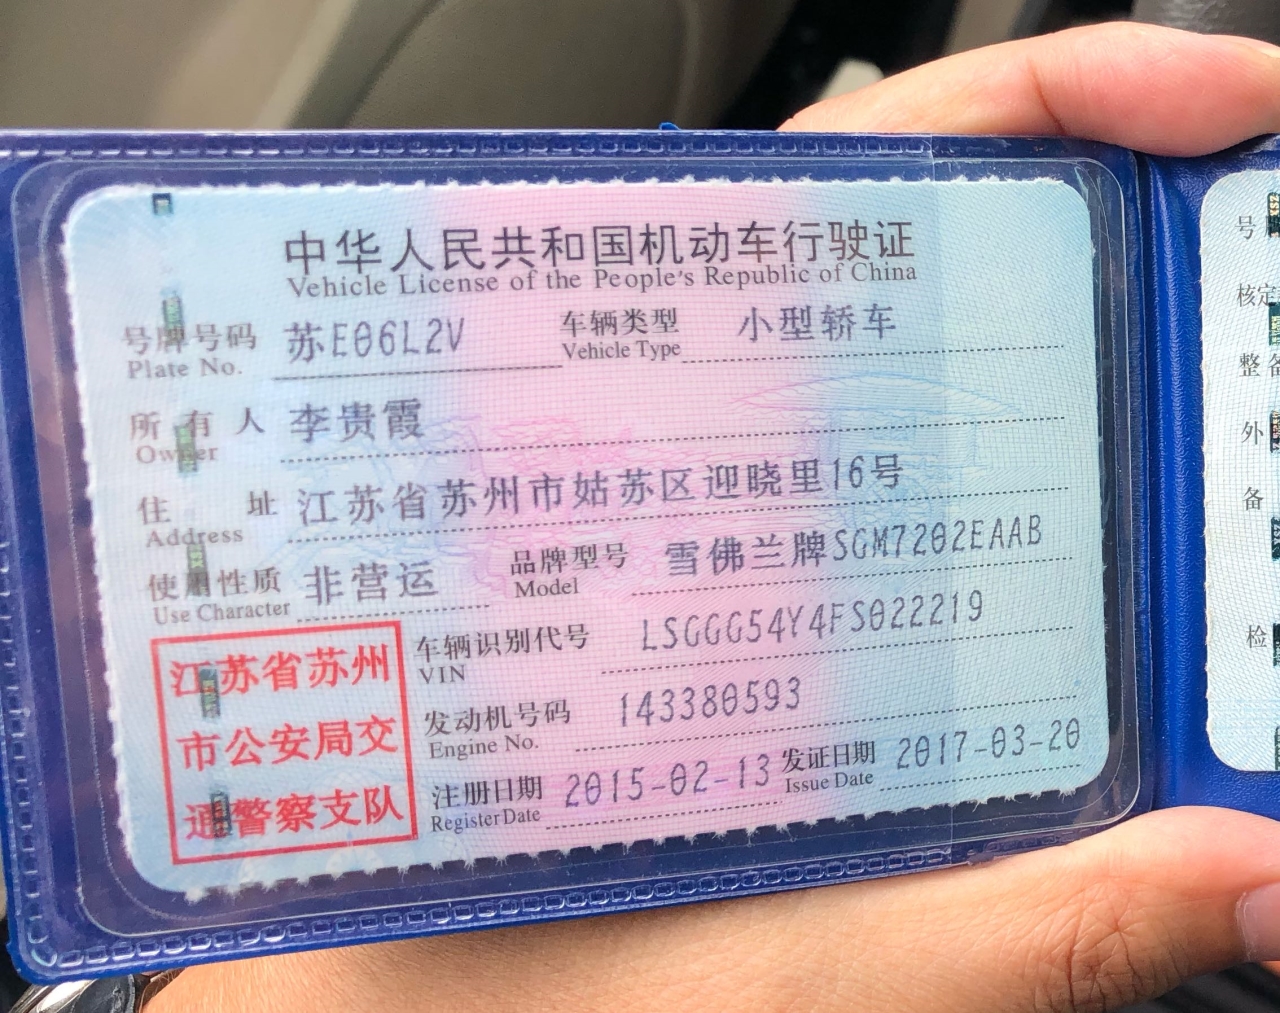 中华人民共和国机动车行驶证
Vehicle License of the People's Republic of China
号牌号码 苏E06L2V 车辆类型 小型轿车
Plate No. Vehicle Type
所有人 李贵霞
Owner
住址 江苏省苏州市姑苏区迎晓里16号
Address
使用性质 非营运 品牌型号 雪佛兰牌SGM7202EAAB
Use Character Model
车辆识别代号 LSGGG54Y4FS022219
VIN
发动机号码 143380593
Engine No.
注册日期 2015-02-13 发证日期 2017-03-20
Register Date Issue Date
江苏省苏州
市公安局交
通警察支队
号
核定
整备
外
备
检